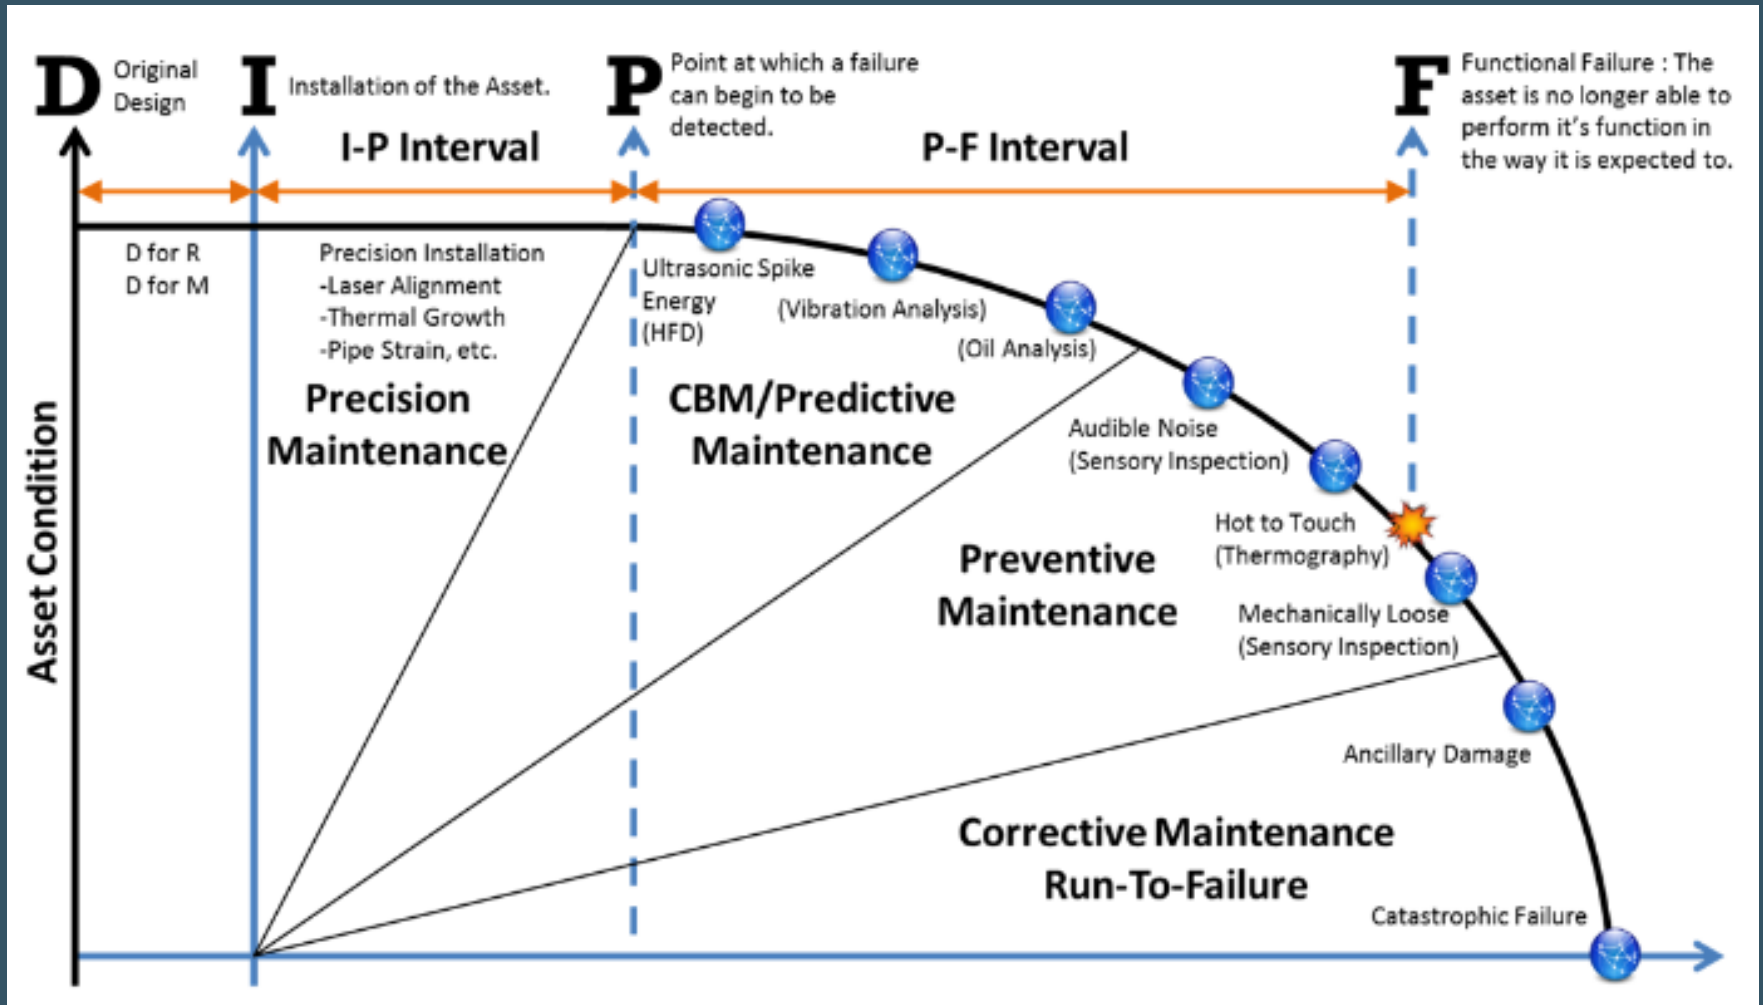 D
Original
Design
I
Installation of the Asset.
P
Point at which a failure
can begin to be
detected.
F
Functional Failure : The
asset is no longer able to
perform it's function in
the way it is expected to.
I-P Interval
P-F Interval
D for R
D for M
Precision Installation
-Laser Alignment
-Thermal Growth
-Pipe Strain, etc.
Ultrasonic Spike
Energy
(HFD)
(Vibration Analysis)
(Oil Analysis)
Precision
Maintenance
CBM/Predictive
Maintenance
Audible Noise
(Sensory Inspection)
Hot to Touch
(Thermography)
Preventive
Maintenance
Mechanically Loose
(Sensory Inspection)
Ancillary Damage
Corrective Maintenance
Run-To-Failure
Catastrophic Failure
Asset Condition